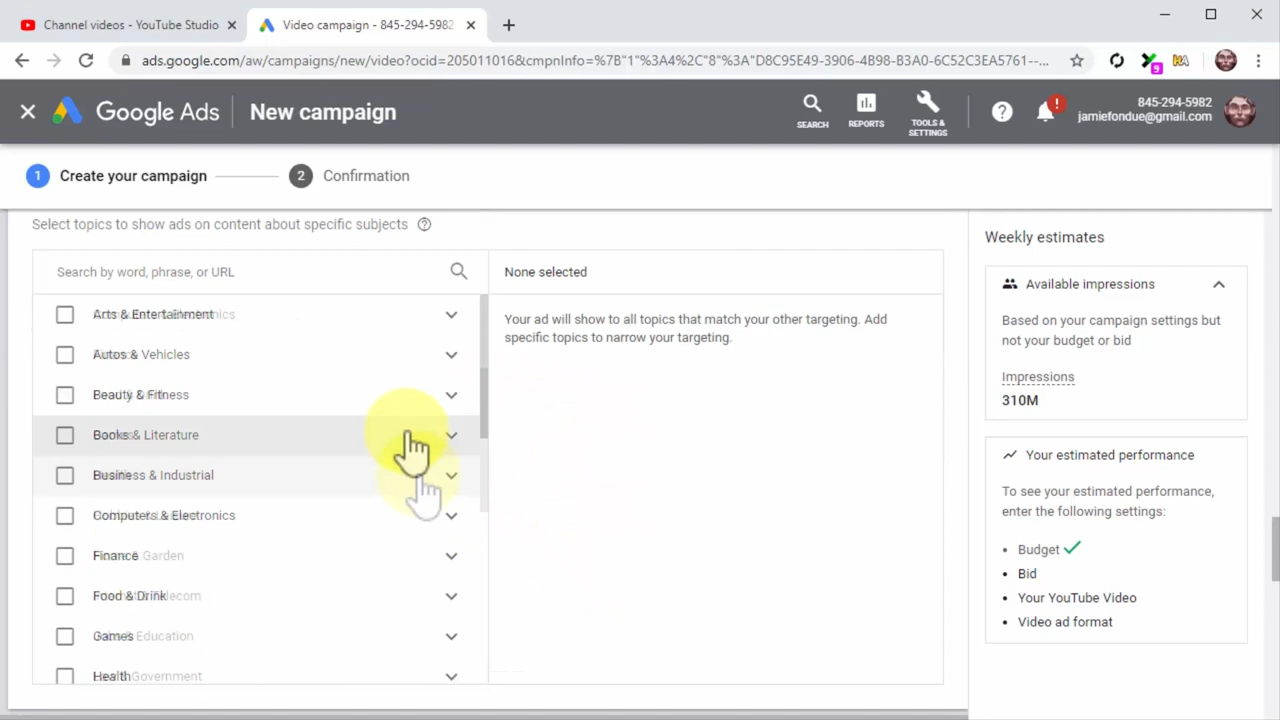 Channel videos - YouTube Studio
Video campaign - 845-294-5982
ads.google.com/aw/campaigns/new/video?ocid=205011016&cmpnInfo=%7B"1"%3A4%2C"8"%3A"D8C95E49-3906-4B98-B3A0-6C52C3EA5761--...
9
KA
Google Ads
New campaign
SEARCH
REPORTS
TOOLS &
SETTINGS
!
845-294-5982
jamiefondue@gmail.com
1
Create your campaign
2
Confirmation
Select topics to show ads on content about specific subjects
Search by word, phrase, or URL
None selected
Arts & Entertainment
Autos & Vehicles
Beauty & Fitness
Books & Literature
Business & Industrial
Computers & Electronics
Finance
Food & Drink
Games
Health
Your ad will show to all topics that match your other targeting. Add
specific topics to narrow your targeting.
Weekly estimates
Available impressions
Based on your campaign settings but
not your budget or bid
Impressions
310M
Your estimated performance
To see your estimated performance,
enter the following settings:
• Budget
• Bid
• Your YouTube Video
• Video ad format